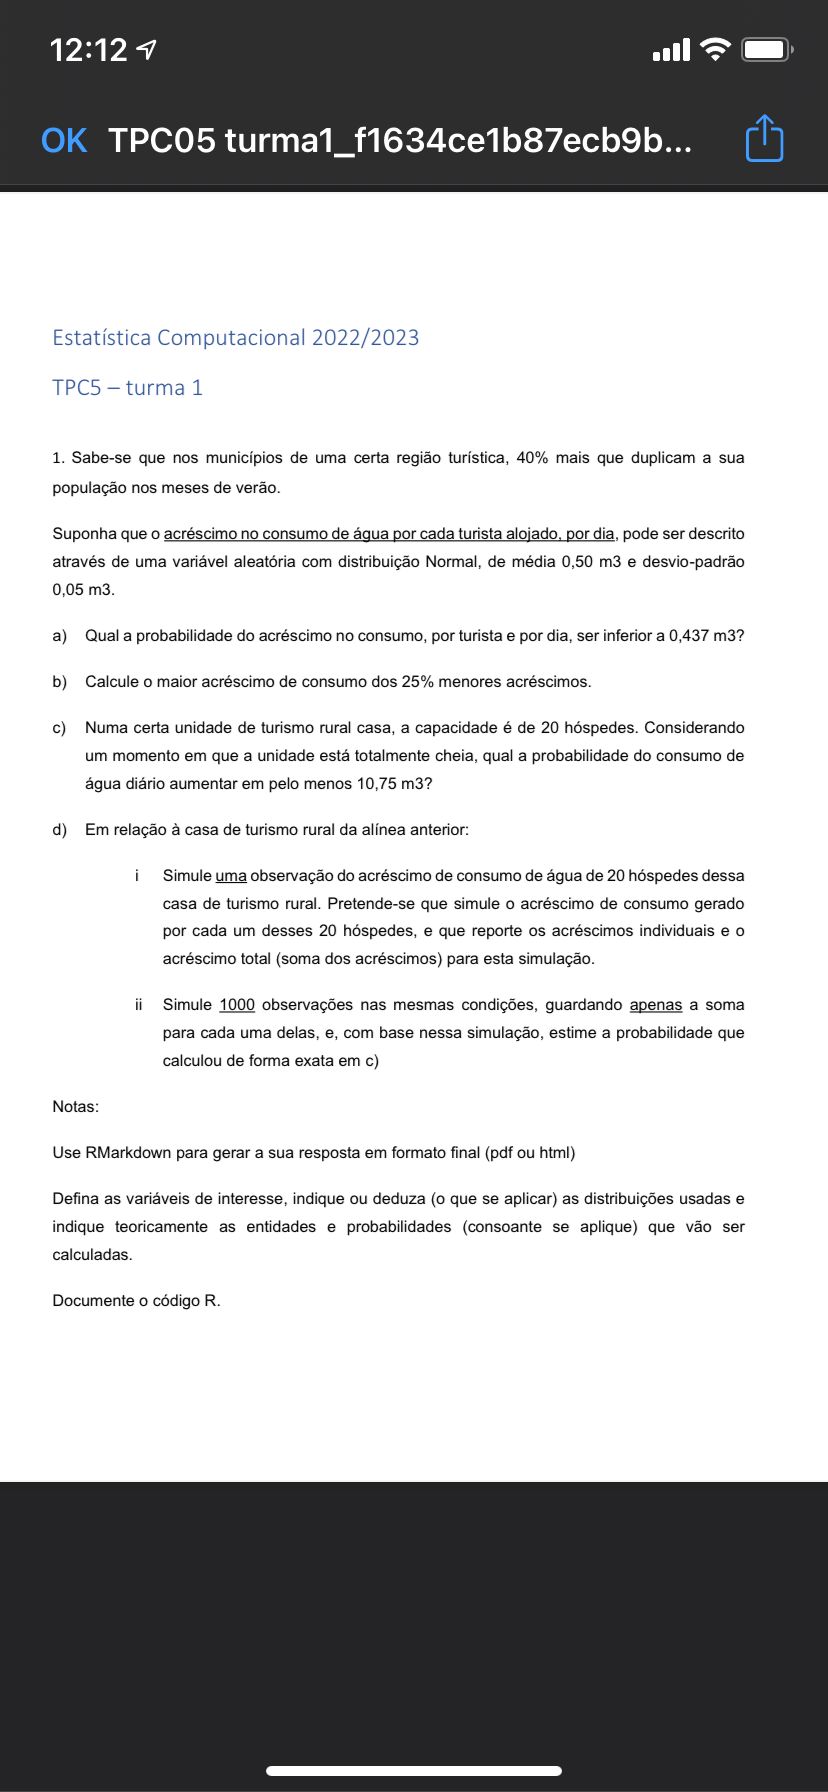 12:12
OK TPC05 turma1_f1634ce1b87ecb9b...
Estatística Computacional 2022/2023
TPC5 – turma 1
1. Sabe-se que nos municípios de uma certa região turística, 40% mais que duplicam a sua
população nos meses de verão.
Suponha que o acréscimo no consumo de água por cada turista alojado, por dia, pode ser descrito
através de uma variável aleatória com distribuição Normal, de média 0,50 m3 e desvio-padrão
0,05 m3.
a) Qual a probabilidade do acréscimo no consumo, por turista e por dia, ser inferior a 0,437 m3?
b) Calcule o maior acréscimo de consumo dos 25% menores acréscimos.
c) Numa certa unidade de turismo rural casa, a capacidade é de 20 hóspedes. Considerando
um momento em que a unidade está totalmente cheia, qual a probabilidade do consumo de
água diário aumentar em pelo menos 10,75 m3?
d) Em relação à casa de turismo rural da alínea anterior:
i Simule uma observação do acréscimo de consumo de água de 20 hóspedes dessa
casa de turismo rural. Pretende-se que simule o acréscimo de consumo gerado
por cada um desses 20 hóspedes, e que reporte os acréscimos individuais e o
acréscimo total (soma dos acréscimos) para esta simulação.
ii Simule 1000 observações nas mesmas condições, guardando apenas a soma
para cada uma delas, e, com base nessa simulação, estime a probabilidade que
calculou de forma exata em c)
Notas:
Use RMarkdown para gerar a sua resposta em formato final (pdf ou html)
Defina as variáveis de interesse, indique ou deduza (o que se aplicar) as distribuições usadas e
indique teoricamente as entidades e probabilidades (consoante se aplique) que vão ser
calculadas.
Documente o código R.